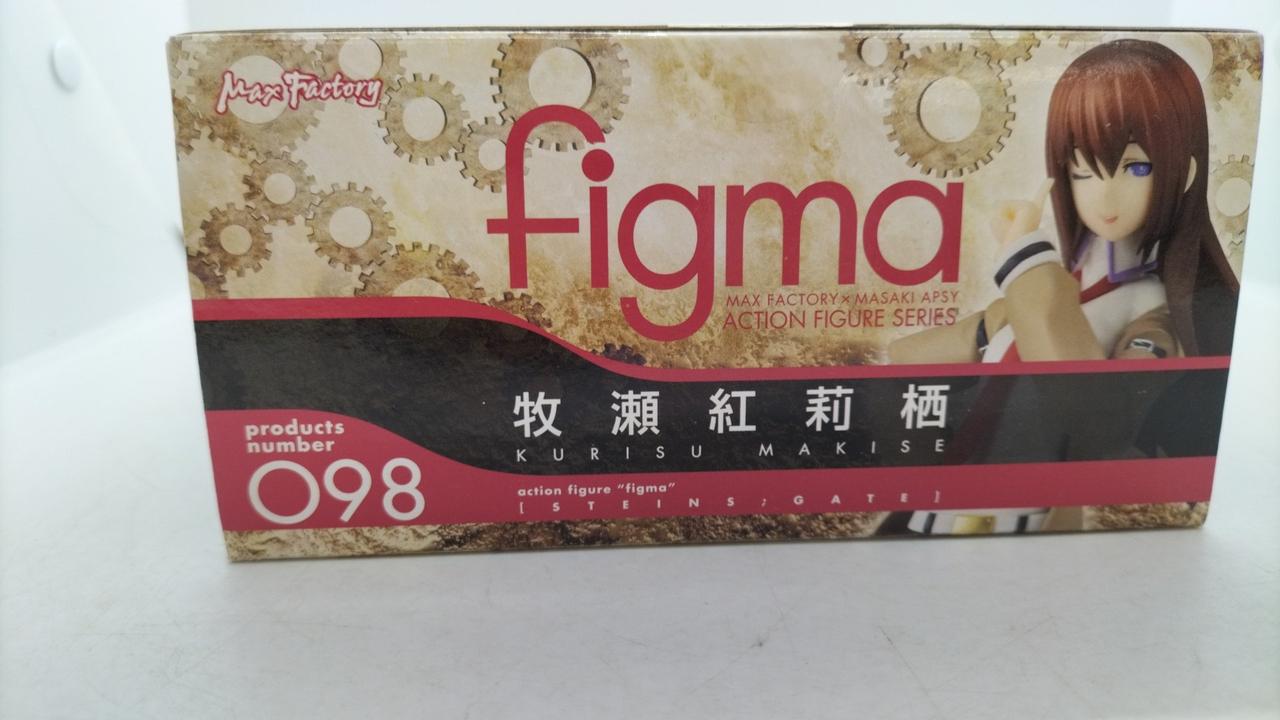 Max Factory
figma
MAX FACTORY×MASAKI APSY
ACTION FIGURE SERIES
牧瀬紅莉栖
KURISU MAKISE
products
number
098
action figure “figma”
[STEINS;GATE]